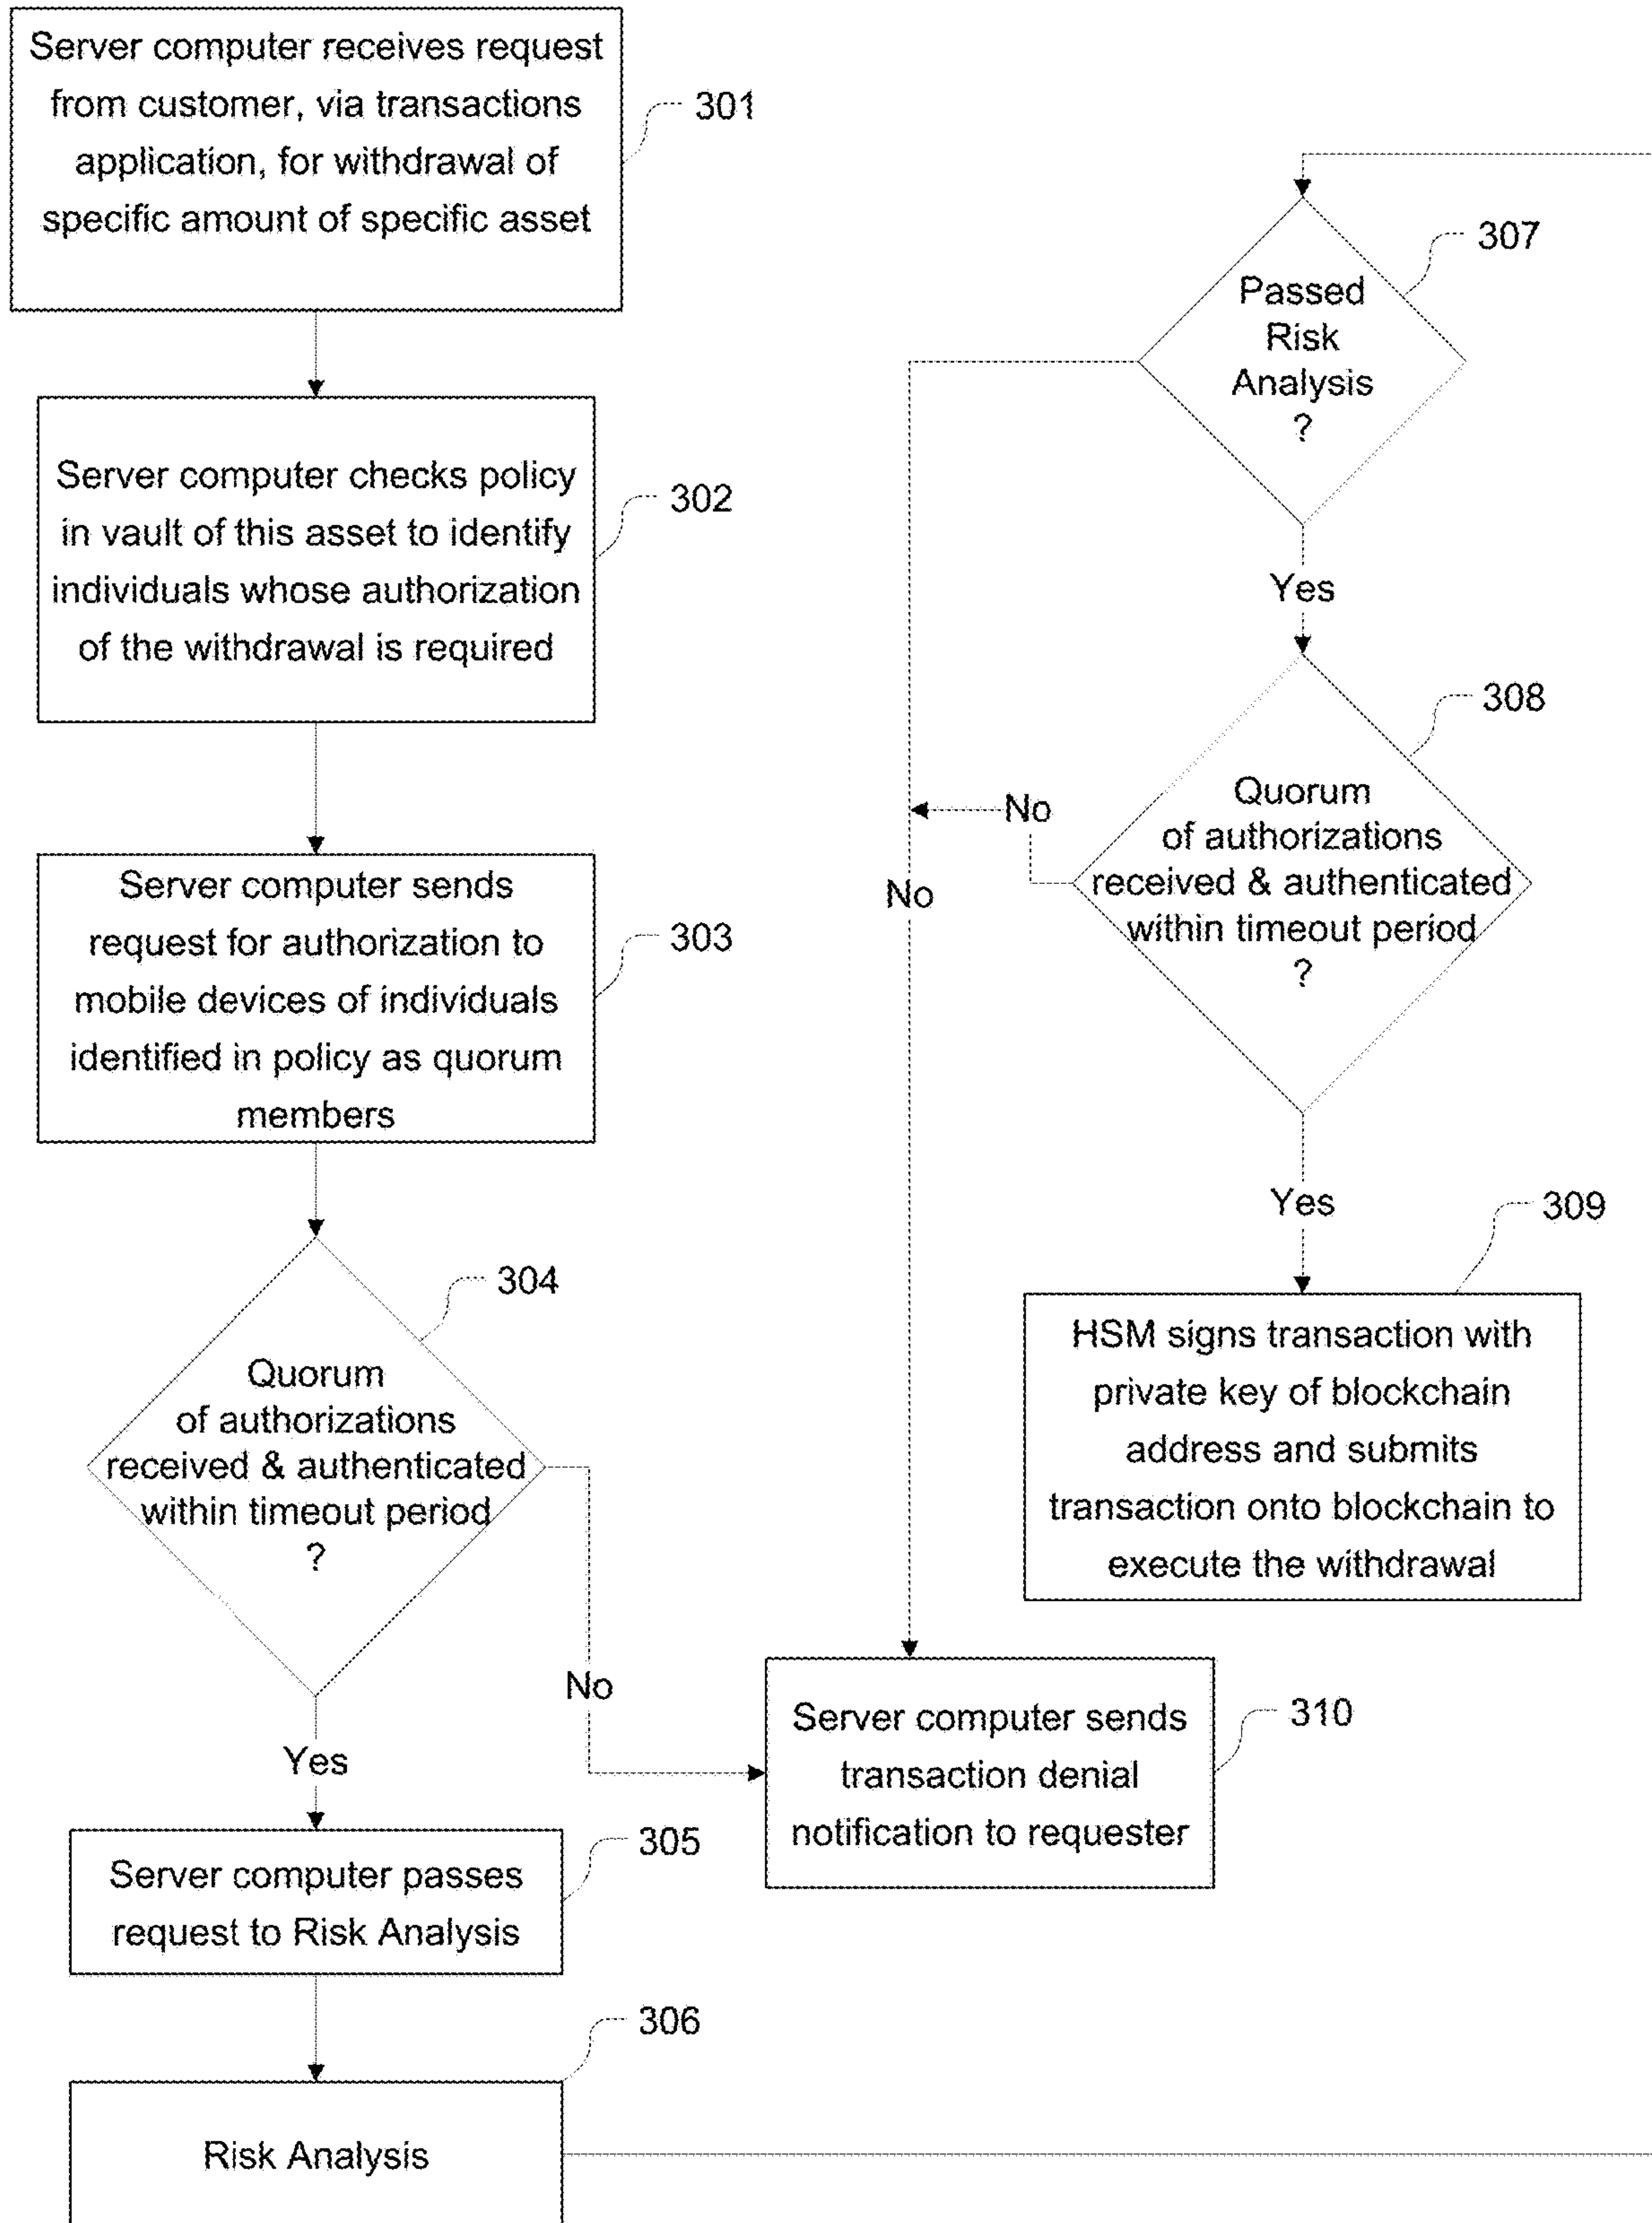 Server computer receives request
from customer, via transactions
application, for withdrawal of
specific amount of specific asset
301
Server computer checks policy
in vault of this asset to identify
individuals whose authorization
of the withdrawal is required
302
Server computer sends
request for authorization to
mobile devices of individuals
identified in policy as quorum
members
303
304
Quorum
of authorizations
received & authenticated
within timeout period
?
No
Yes
Server computer passes
request to Risk Analysis
305
306
Risk Analysis
307
Passed
Risk
Analysis
?
Yes
308
Quorum
of authorizations
received & authenticated
within timeout period
?
No
No
Yes
309
HSM signs transaction with
private key of blockchain
address and submits
transaction onto blockchain to
execute the withdrawal
Server computer sends
transaction denial
notification to requester
310